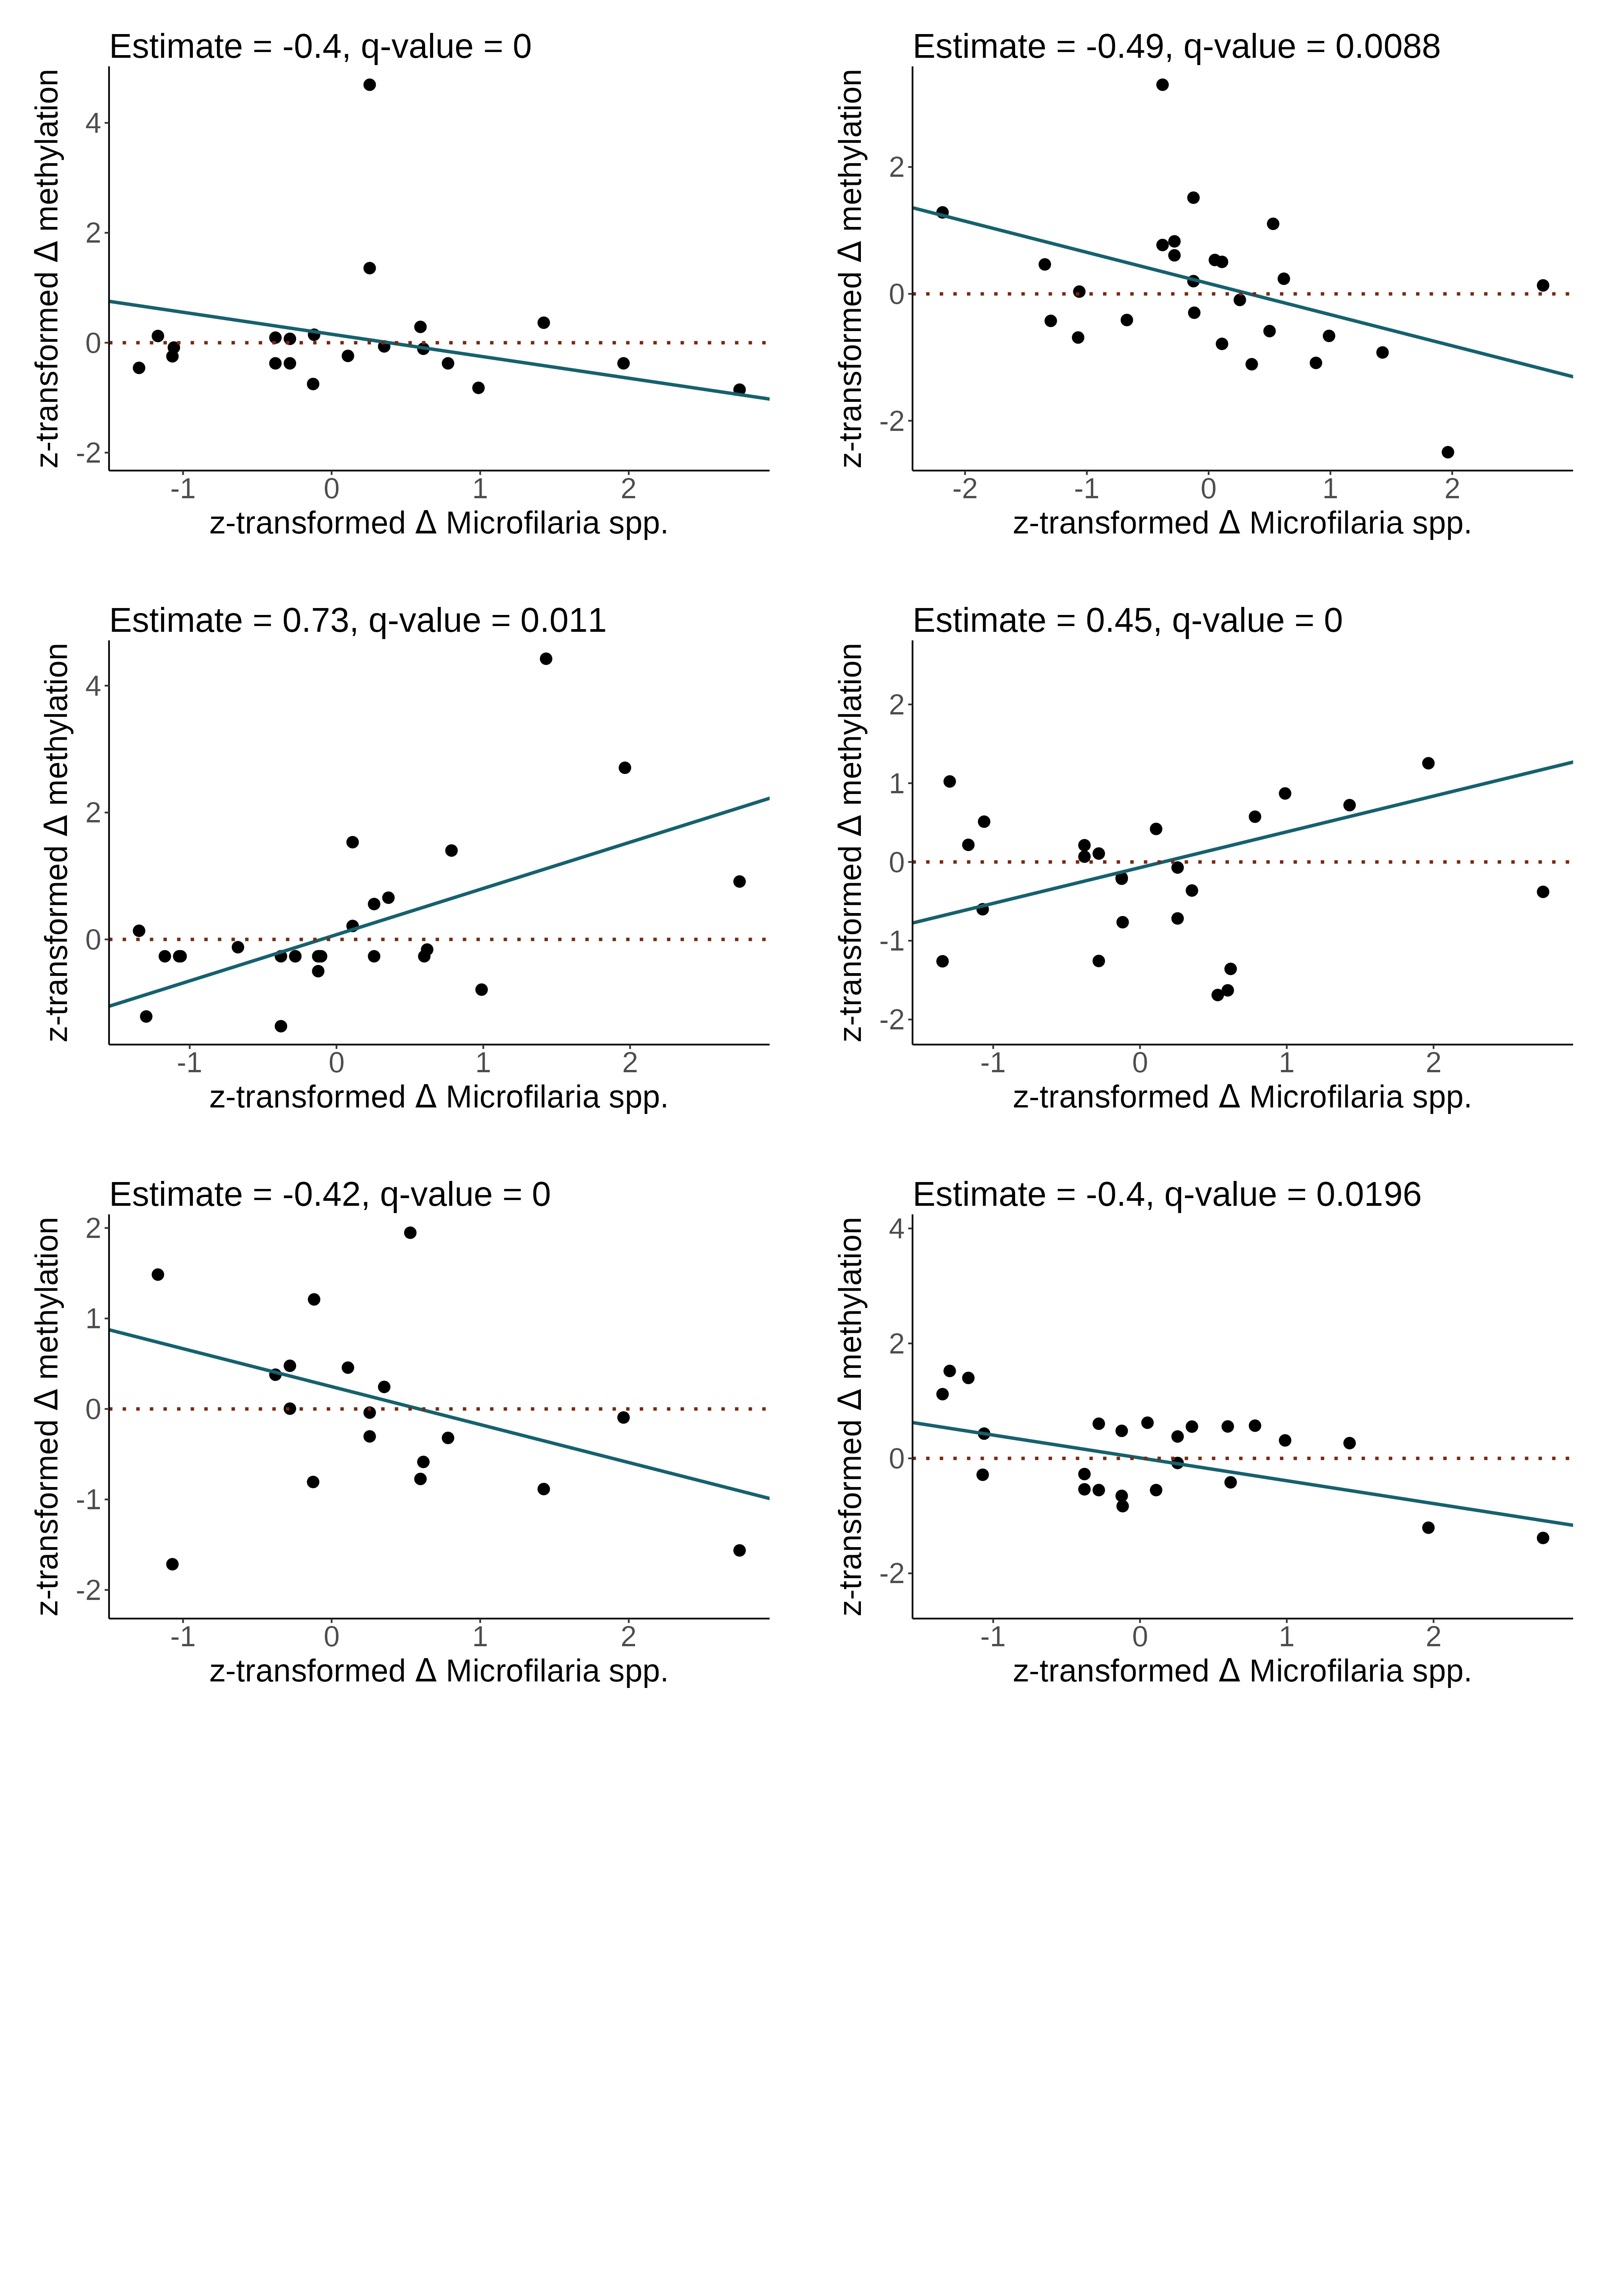 Estimate = -0.4, q-value = 0
z-transformed Δ methylation
4
2
0
-2
-1 0 1 2
z-transformed Δ Microfilaria spp.
Estimate = -0.49, q-value = 0.0088
z-transformed Δ methylation
2
0
-2
-2 -1 0 1 2
z-transformed Δ Microfilaria spp.
Estimate = 0.73, q-value = 0.011
z-transformed Δ methylation
4
2
0
-1 0 1 2
z-transformed Δ Microfilaria spp.
Estimate = 0.45, q-value = 0
z-transformed Δ methylation
2
1
0
-1
-2
-1 0 1 2
z-transformed Δ Microfilaria spp.
Estimate = -0.42, q-value = 0
z-transformed Δ methylation
2
1
0
-1
-2
-1 0 1 2
z-transformed Δ Microfilaria spp.
Estimate = -0.4, q-value = 0.0196
z-transformed Δ methylation
4
2
0
-2
-1 0 1 2
z-transformed Δ Microfilaria spp.